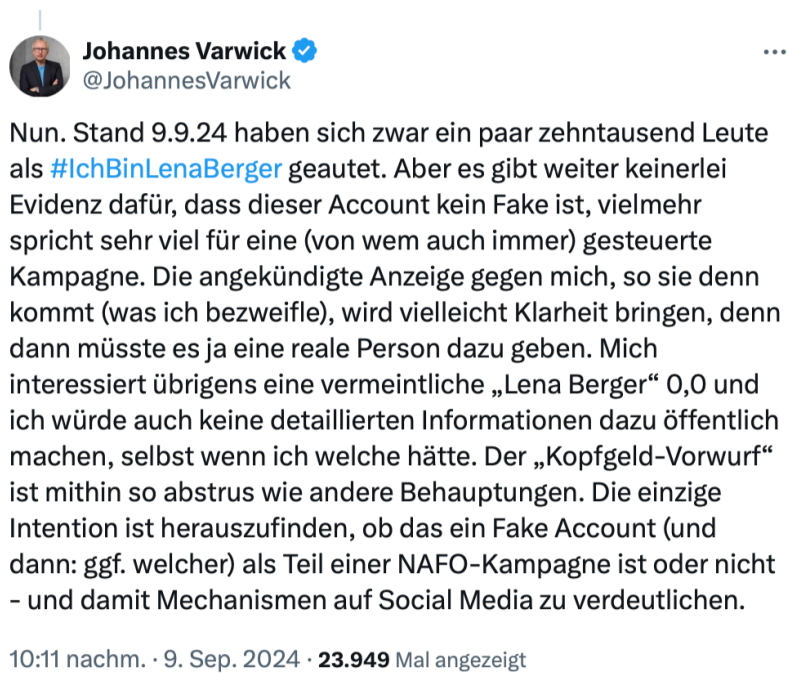 Johannes Varwick
@JohannesVarwick
Nun. Stand 9.9.24 haben sich zwar ein paar zehntausend Leute
als #IchBinLenaBerger geautet. Aber es gibt weiter keinerlei
Evidenz dafür, dass dieser Account kein Fake ist, vielmehr
spricht sehr viel für eine (von wem auch immer) gesteuerte
Kampagne. Die angekündigte Anzeige gegen mich, so sie denn
kommt (was ich bezweifle), wird vielleicht Klarheit bringen, denn
dann müsste es ja eine reale Person dazu geben. Mich
interessiert übrigens eine vermeintliche „Lena Berger“ 0,0 und
ich würde auch keine detaillierten Informationen dazu öffentlich
machen, selbst wenn ich welche hätte. Der „Kopfgeld-Vorwurf“
ist mithin so abstrus wie andere Behauptungen. Die einzige
Intention ist herauszufinden, ob das ein Fake Account (und
dann: ggf. welcher) als Teil einer NAFO-Kampagne ist oder nicht
- und damit Mechanismen auf Social Media zu verdeutlichen.
10:11 nachm. · 9. Sep. 2024 · 23.949 Mal angezeigt